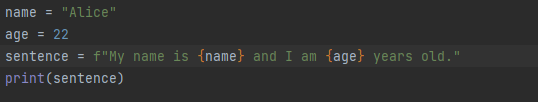 name = "Alice"
age = 22
sentence = f"My name is {name} and I am {age} years old."
print(sentence)